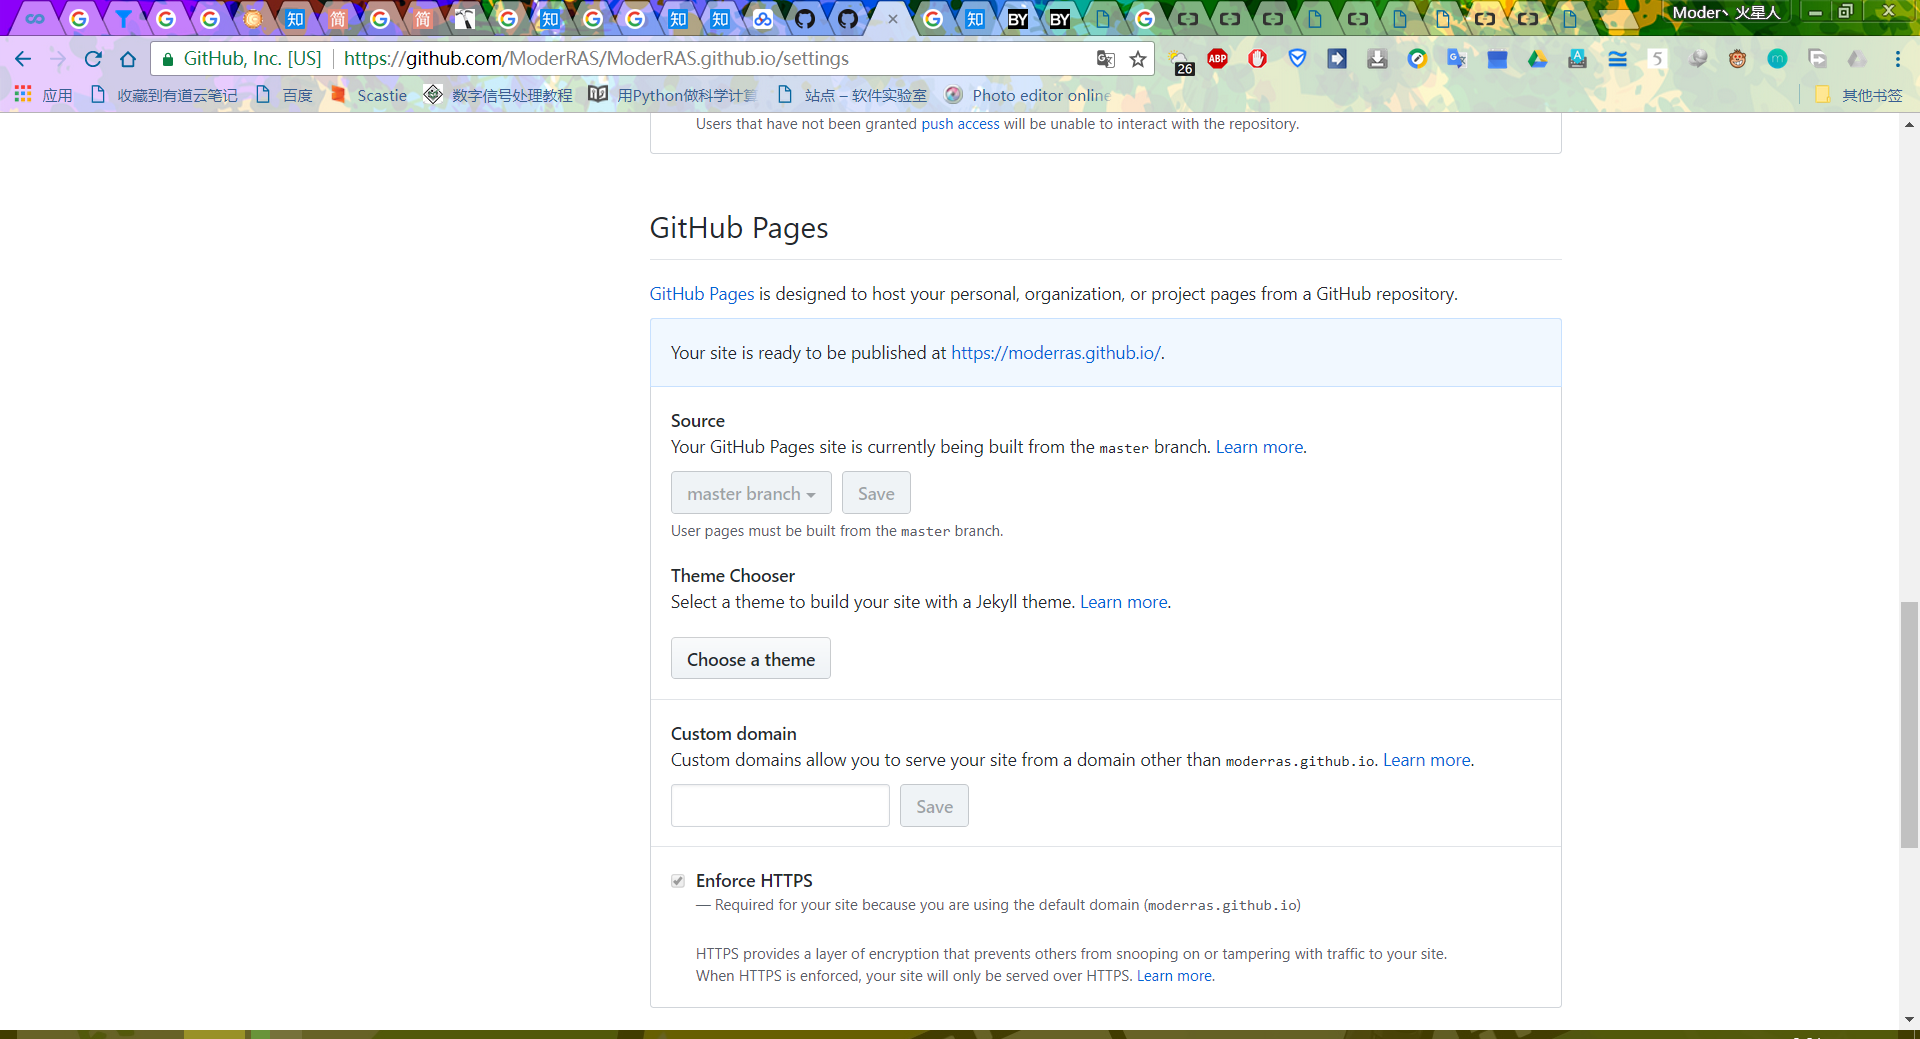 知 简 简 知 知 知 知 BY BY Moder丶火星人
GitHub, Inc. [US] https://github.com/ModerRAS/ModerRAS.github.io/settings 26 ABP 5 m
应用 收藏到有道云笔记 百度 Scastie 数字信号处理教程 用Python做科学计算 站点 – 软件实验室 Photo editor online 其他书签
Users that have not been granted push access will be unable to interact with the repository.
GitHub Pages
GitHub Pages is designed to host your personal, organization, or project pages from a GitHub repository.
Your site is ready to be published at https://moderras.github.io/.
Source
Your GitHub Pages site is currently being built from the master branch. Learn more.
master branch Save
User pages must be built from the master branch.
Theme Chooser
Select a theme to build your site with a Jekyll theme. Learn more.
Choose a theme
Custom domain
Custom domains allow you to serve your site from a domain other than moderras.github.io. Learn more.
Save
Enforce HTTPS
— Required for your site because you are using the default domain (moderras.github.io)
HTTPS provides a layer of encryption that prevents others from snooping on or tampering with traffic to your site.
When HTTPS is enforced, your site will only be served over HTTPS. Learn more.